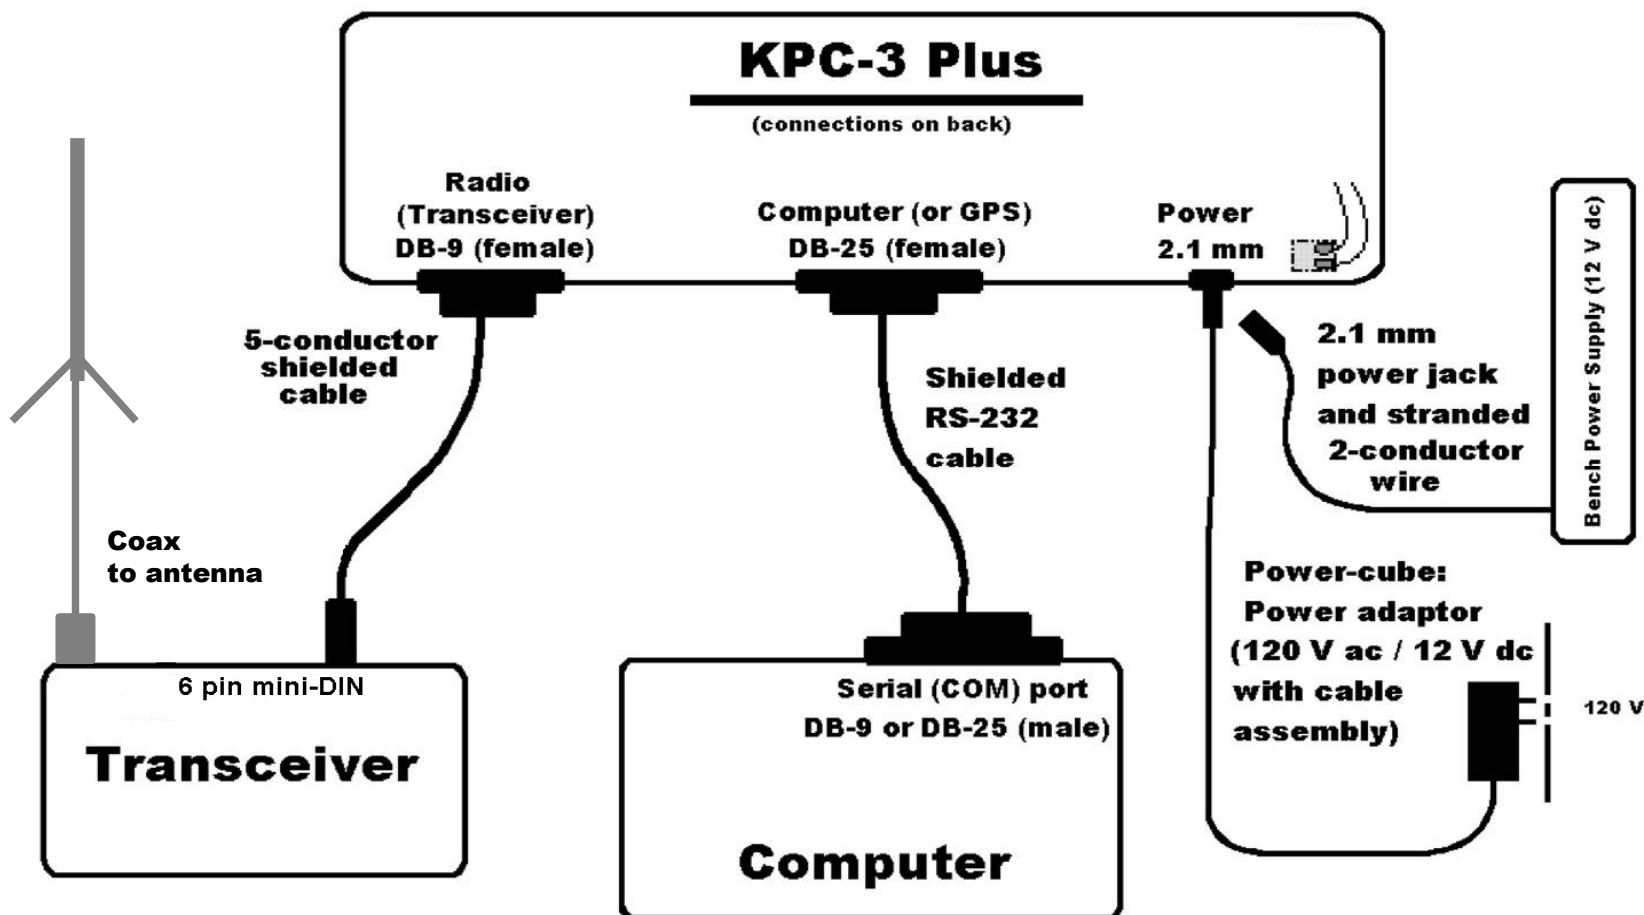 KPC-3 Plus
(connections on back)
Radio
(Transceiver)
DB-9 (female)
Computer (or GPS)
DB-25 (female)
Power
2.1 mm
5-conductor
shielded
cable
Shielded
RS-232
cable
2.1 mm
power jack
and stranded
2-conductor
wire
Bench Power Supply (12 V dc)
Coax
to antenna
Power-cube:
Power adaptor
(120 V ac / 12 V dc
with cable
assembly)
120 V
6 pin mini-DIN
Transceiver
Serial (COM) port
DB-9 or DB-25 (male)
Computer